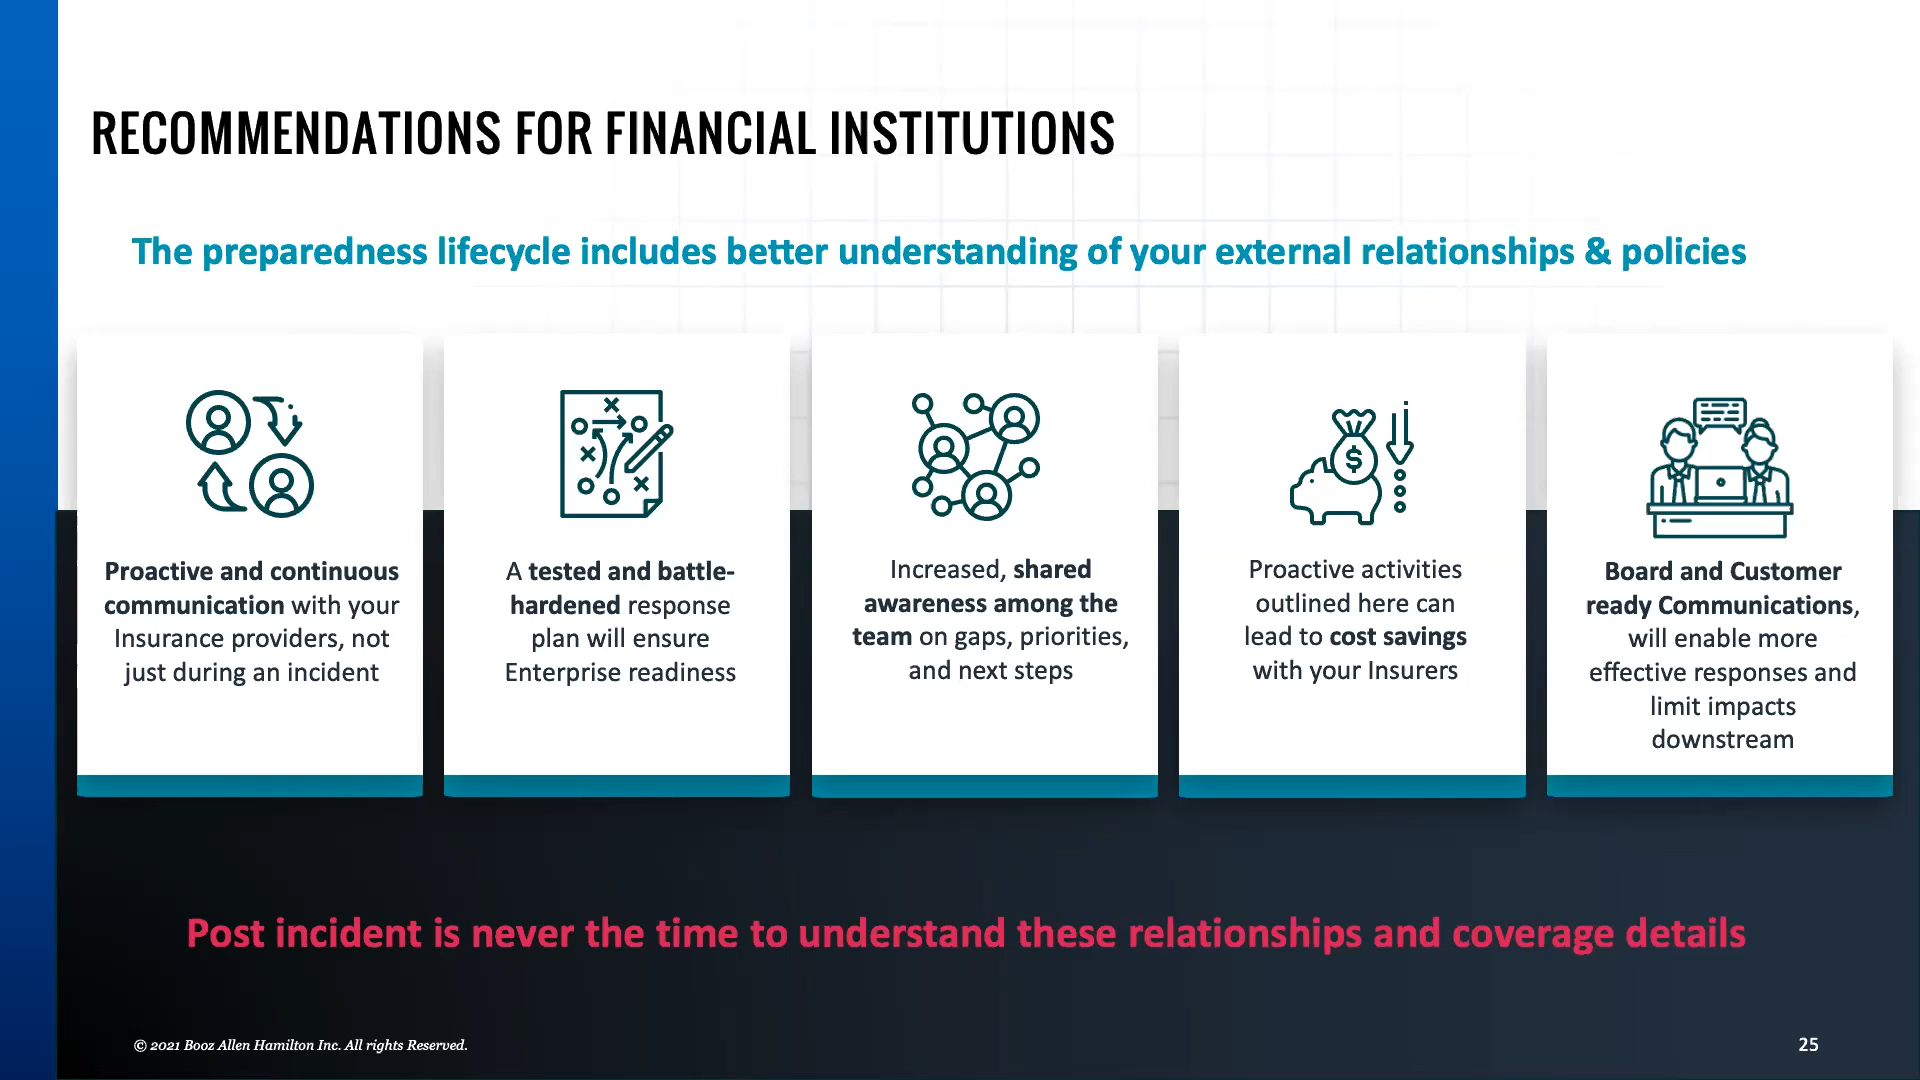 RECOMMENDATIONS FOR FINANCIAL INSTITUTIONS
The preparedness lifecycle includes better understanding of your external relationships & policies
Proactive and continuous
communication with your
Insurance providers, not
just during an incident
A tested and battle-
hardened response
plan will ensure
Enterprise readiness
Increased, shared
awareness among the
team on gaps, priorities,
and next steps
Proactive activities
outlined here can
lead to cost savings
with your Insurers
Board and Customer
ready Communications,
will enable more
effective responses and
limit impacts
downstream
Post incident is never the time to understand these relationships and coverage details
© 2021 Booz Allen Hamilton Inc. All rights Reserved.
25